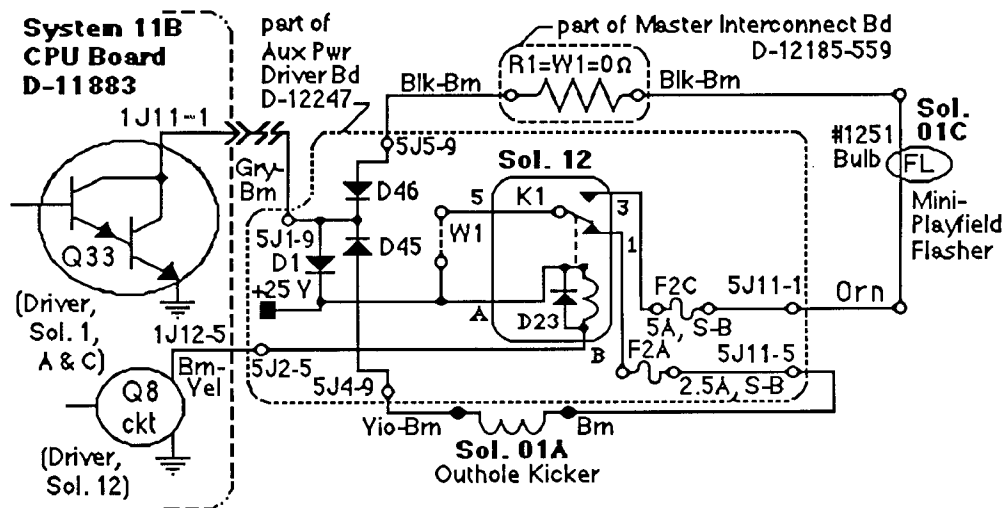 System 11B
CPU Board
D-11883
part of
Aux Pwr
Driver Bd
D-12247
part of Master Interconnect Bd
D-12185-559
R1=W1=0Ω
Blk-Brn
Blk-Brn
1J11-1
5J5-9
Sol. 12
Sol.
01C
#1251
Bulb
FL
Gry-
Brn
D46
5
K1
3
Mini-
Playfield
Flasher
Q33
5J1-9
D45
W1
1
D1
+25 V
F2C
5J11-1
Orn
(Driver,
Sol. 1,
A & C)
A
D23
5A, S-B
1J12-5
B
F2A
5J11-5
Brn-
Yel
5J2-5
5J4-9
2.5A, S-B
Q8
ckt
Ylo-Brn
Brn
Sol. 01A
Outhole Kicker
(Driver,
Sol. 12)